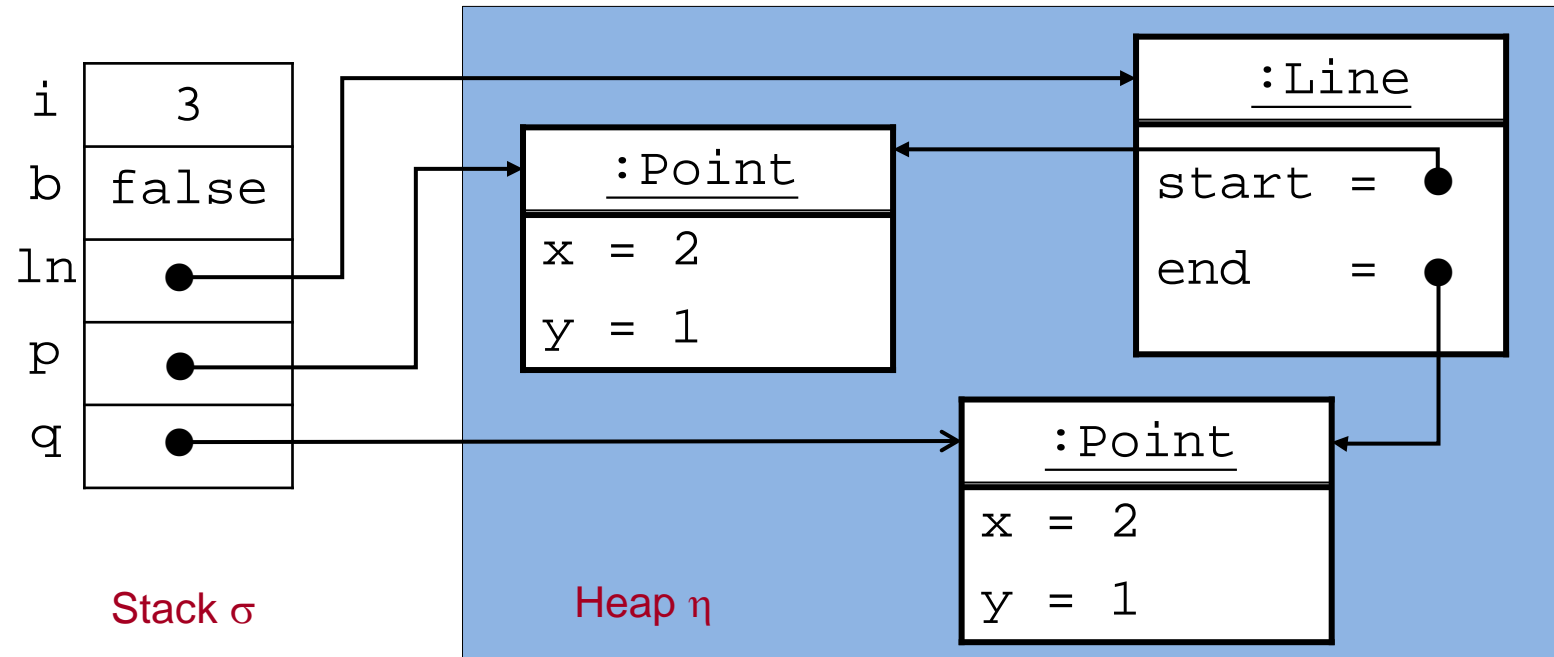 i 3
b false
ln
p
q
Stack σ
:Point
x = 2
y = 1
:Line
start =
end =
:Point
x = 2
y = 1
Heap η